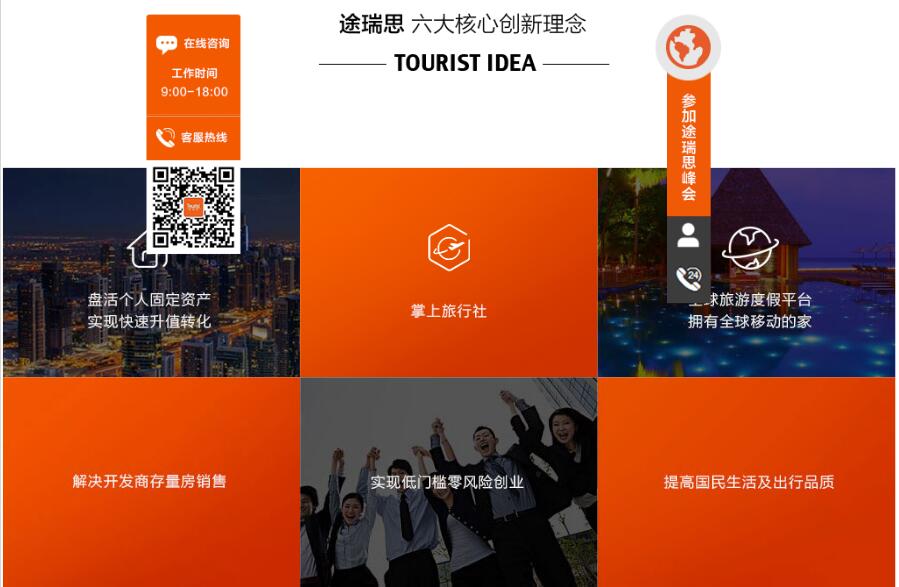 途瑞思 六大核心创新理念
TOURIST IDEA
在线咨询
工作时间
9:00-18:00
客服热线
参加途瑞思峰会
24
盘活个人固定资产
实现快速升值转化
掌上旅行社
球旅游度假平台
拥有全球移动的家
解决开发商存量房销售
实现低门槛零风险创业
提高国民生活及出行品质